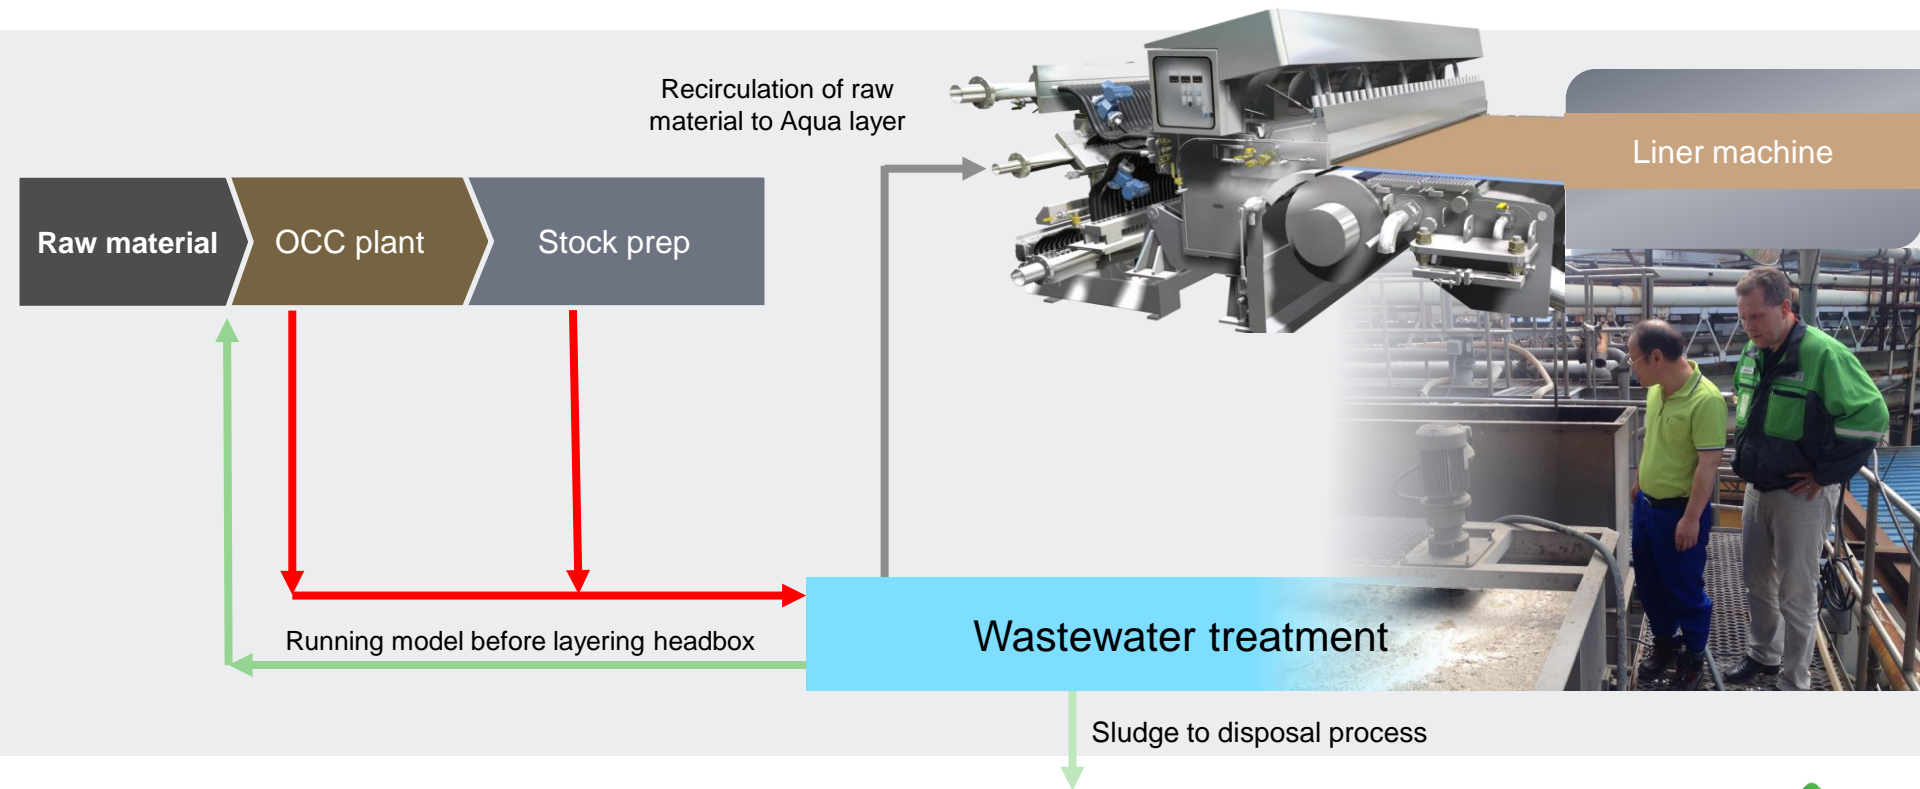 Recirculation of raw
material to Aqua layer
Liner machine
Raw material
OCC plant
Stock prep
Running model before layering headbox
Wastewater treatment
Sludge to disposal process